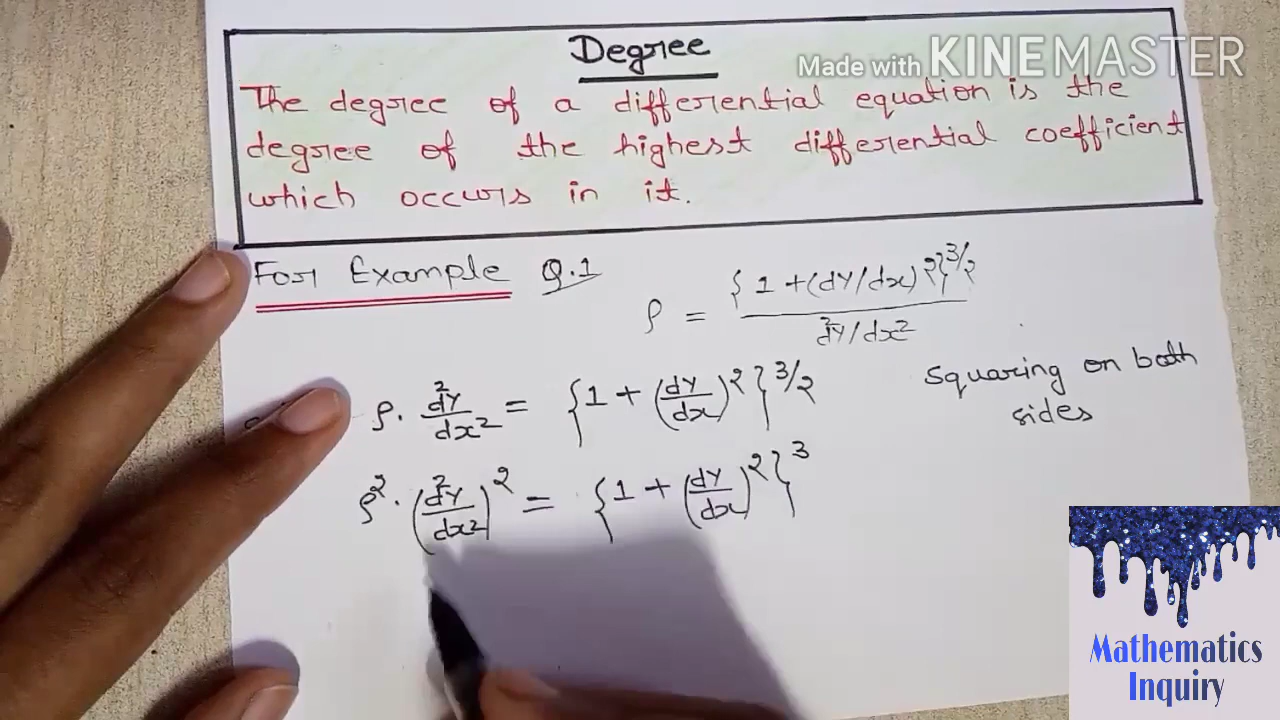 Degree
Made with KINEMASTER
The degree of a differential equation is the
degree of the highest differential coefficient
which occurs in it.
For Example Q.1
ρ = {1+(dy/dx)²}^3/2 / d²y/dx²
ρ. d²y/dx² = {1 + (dy/dx)²}^3/2
Squaring on both
sides
ρ². (d²y/dx²)² = {1 + (dy/dx)²}³
Mathematics
Inquiry